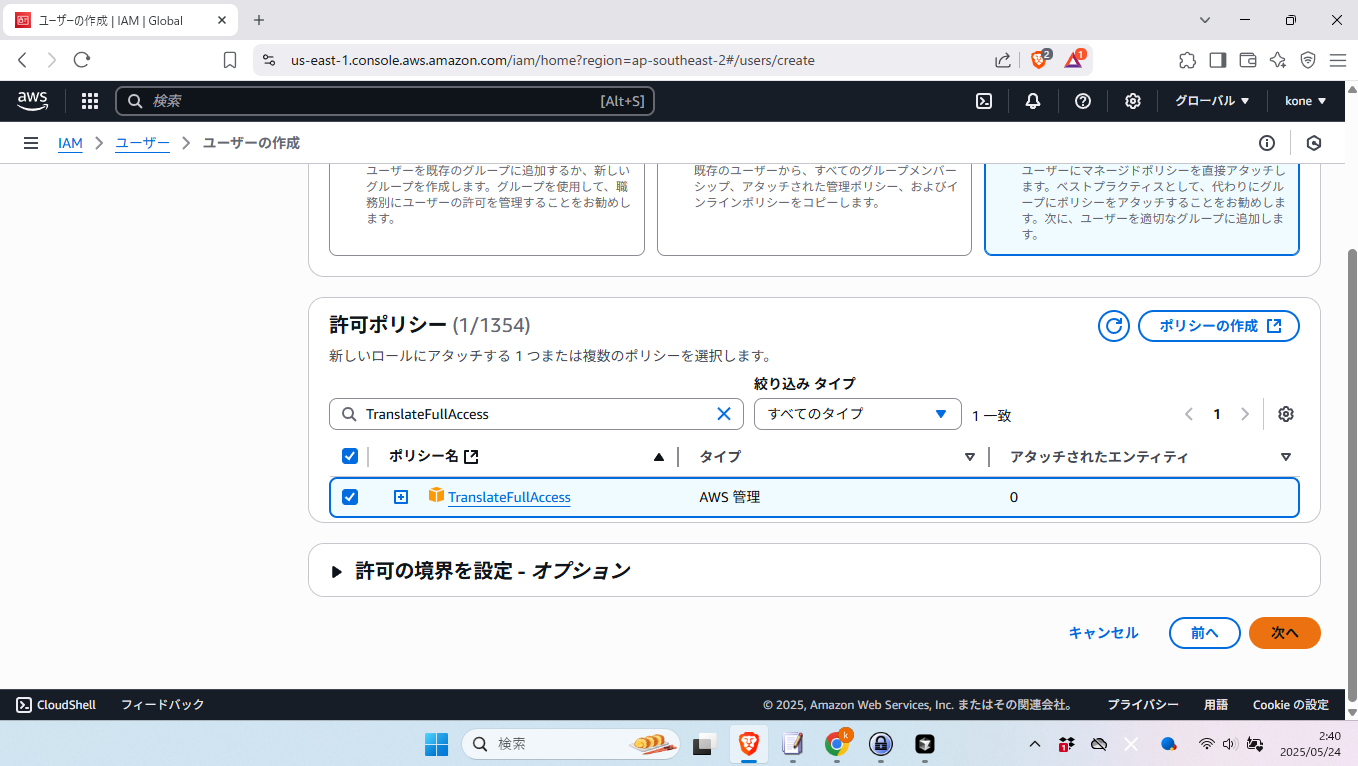 ユーザーの作成 | IAM | Global
us-east-1.console.aws.amazon.com/iam/home?region=ap-southeast-2#/users/create
2
1
aws
検索
[Alt+S]
グローバル
kone
IAM
ユーザー
ユーザーの作成
ユーザーを既存のグループに追加するか、新しい
グループを作成します。グループを使用して、職
務別にユーザーの許可を管理することをお勧めし
ます。
既存のユーザーから、すべてのグループメンバー
シップ、アタッチされた管理ポリシー、およびイ
ンラインポリシーをコピーします。
ユーザーにマネージドポリシーを直接アタッチし
ます。ベストプラクティスとして、代わりにグル
ープにポリシーをアタッチすることをお勧めしま
す。次に、ユーザーを適切なグループに追加しま
す。
許可ポリシー (1/1354)
ポリシーの作成
新しいロールにアタッチする 1 つまたは複数のポリシーを選択します。
絞り込み タイプ
TranslateFullAccess
すべてのタイプ
1 一致
1
ポリシー名
タイプ
アタッチされたエンティティ
TranslateFullAccess
AWS 管理
0
許可の境界を設定 - オプション
キャンセル
前へ
次へ
CloudShell
フィードバック
© 2025, Amazon Web Services, Inc. またはその関連会社。
プライバシー
用語
Cookie の設定
検索
k
1
2:40
2025/05/24